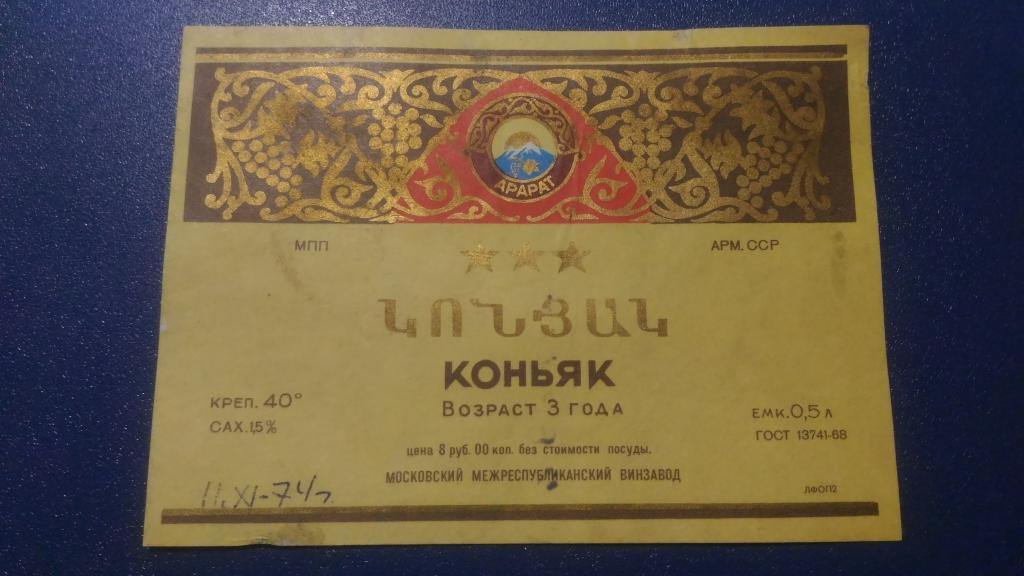 АРАРАТ
МПП
АРМ. ССР
ԿՈՆՅԱԿ
КОНЬЯК
ВОЗРАСТ 3 ГОДА
КРЕП. 40°
САХ. 1,5%
ЕМК. 0,5 л
ГОСТ 13741-68
цена 8 руб. 00 коп. без стоимости посуды.
МОСКОВСКИЙ МЕЖРЕСПУБЛИКАНСКИЙ ВИНЗАВОД
11.XI-74г.
ЛФОП2